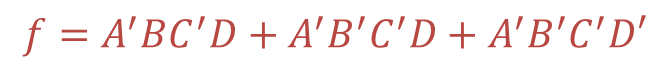 f = A′BC′D + A′B′C′D + A′B′C′D′